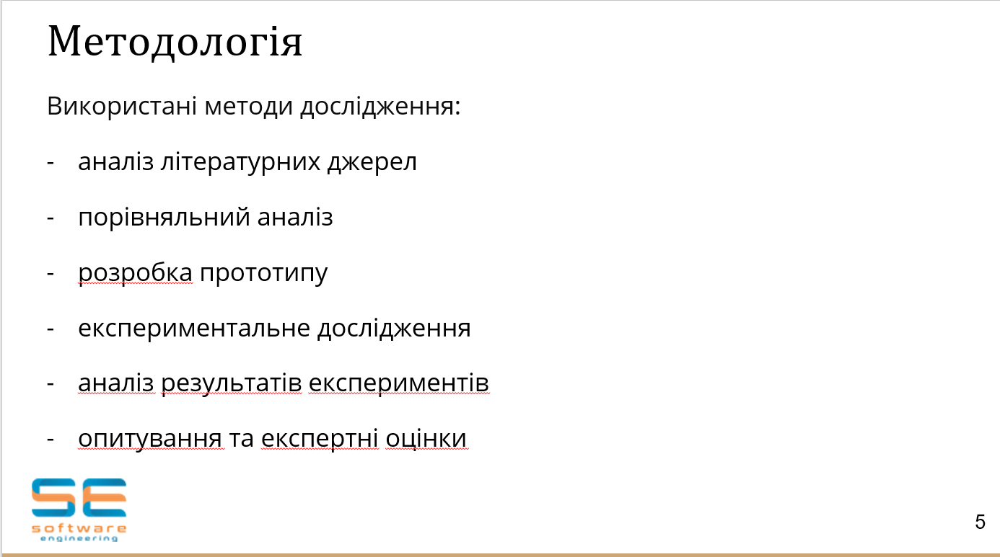 Методологія
Використані методи дослідження:
- аналіз літературних джерел
- порівняльний аналіз
- розробка прототипу
- експериментальне дослідження
- аналіз результатів експериментів
- опитування та експертні оцінки
SE
software
engineering
5